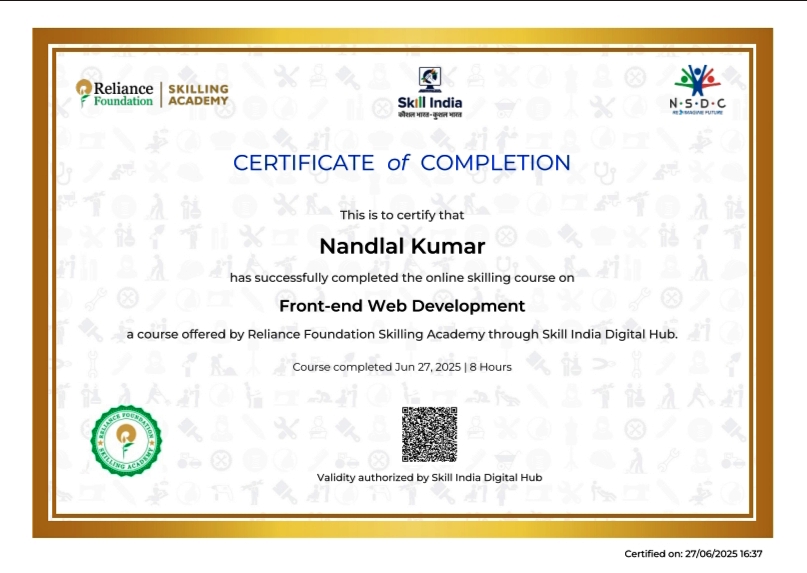 Reliance
Foundation
SKILLING
ACADEMY
Skill India
कौशल भारत-कुशल भारत
N·S·D·C
RE IMAGINE FUTURE
CERTIFICATE of COMPLETION
This is to certify that
Nandlal Kumar
has successfully completed the online skilling course on
Front-end Web Development
a course offered by Reliance Foundation Skilling Academy through Skill India Digital Hub.
Course completed Jun 27, 2025 | 8 Hours
RELIANCE FOUNDATION
SKILLING ACADEMY
Validity authorized by Skill India Digital Hub
Certified on: 27/06/2025 16:37